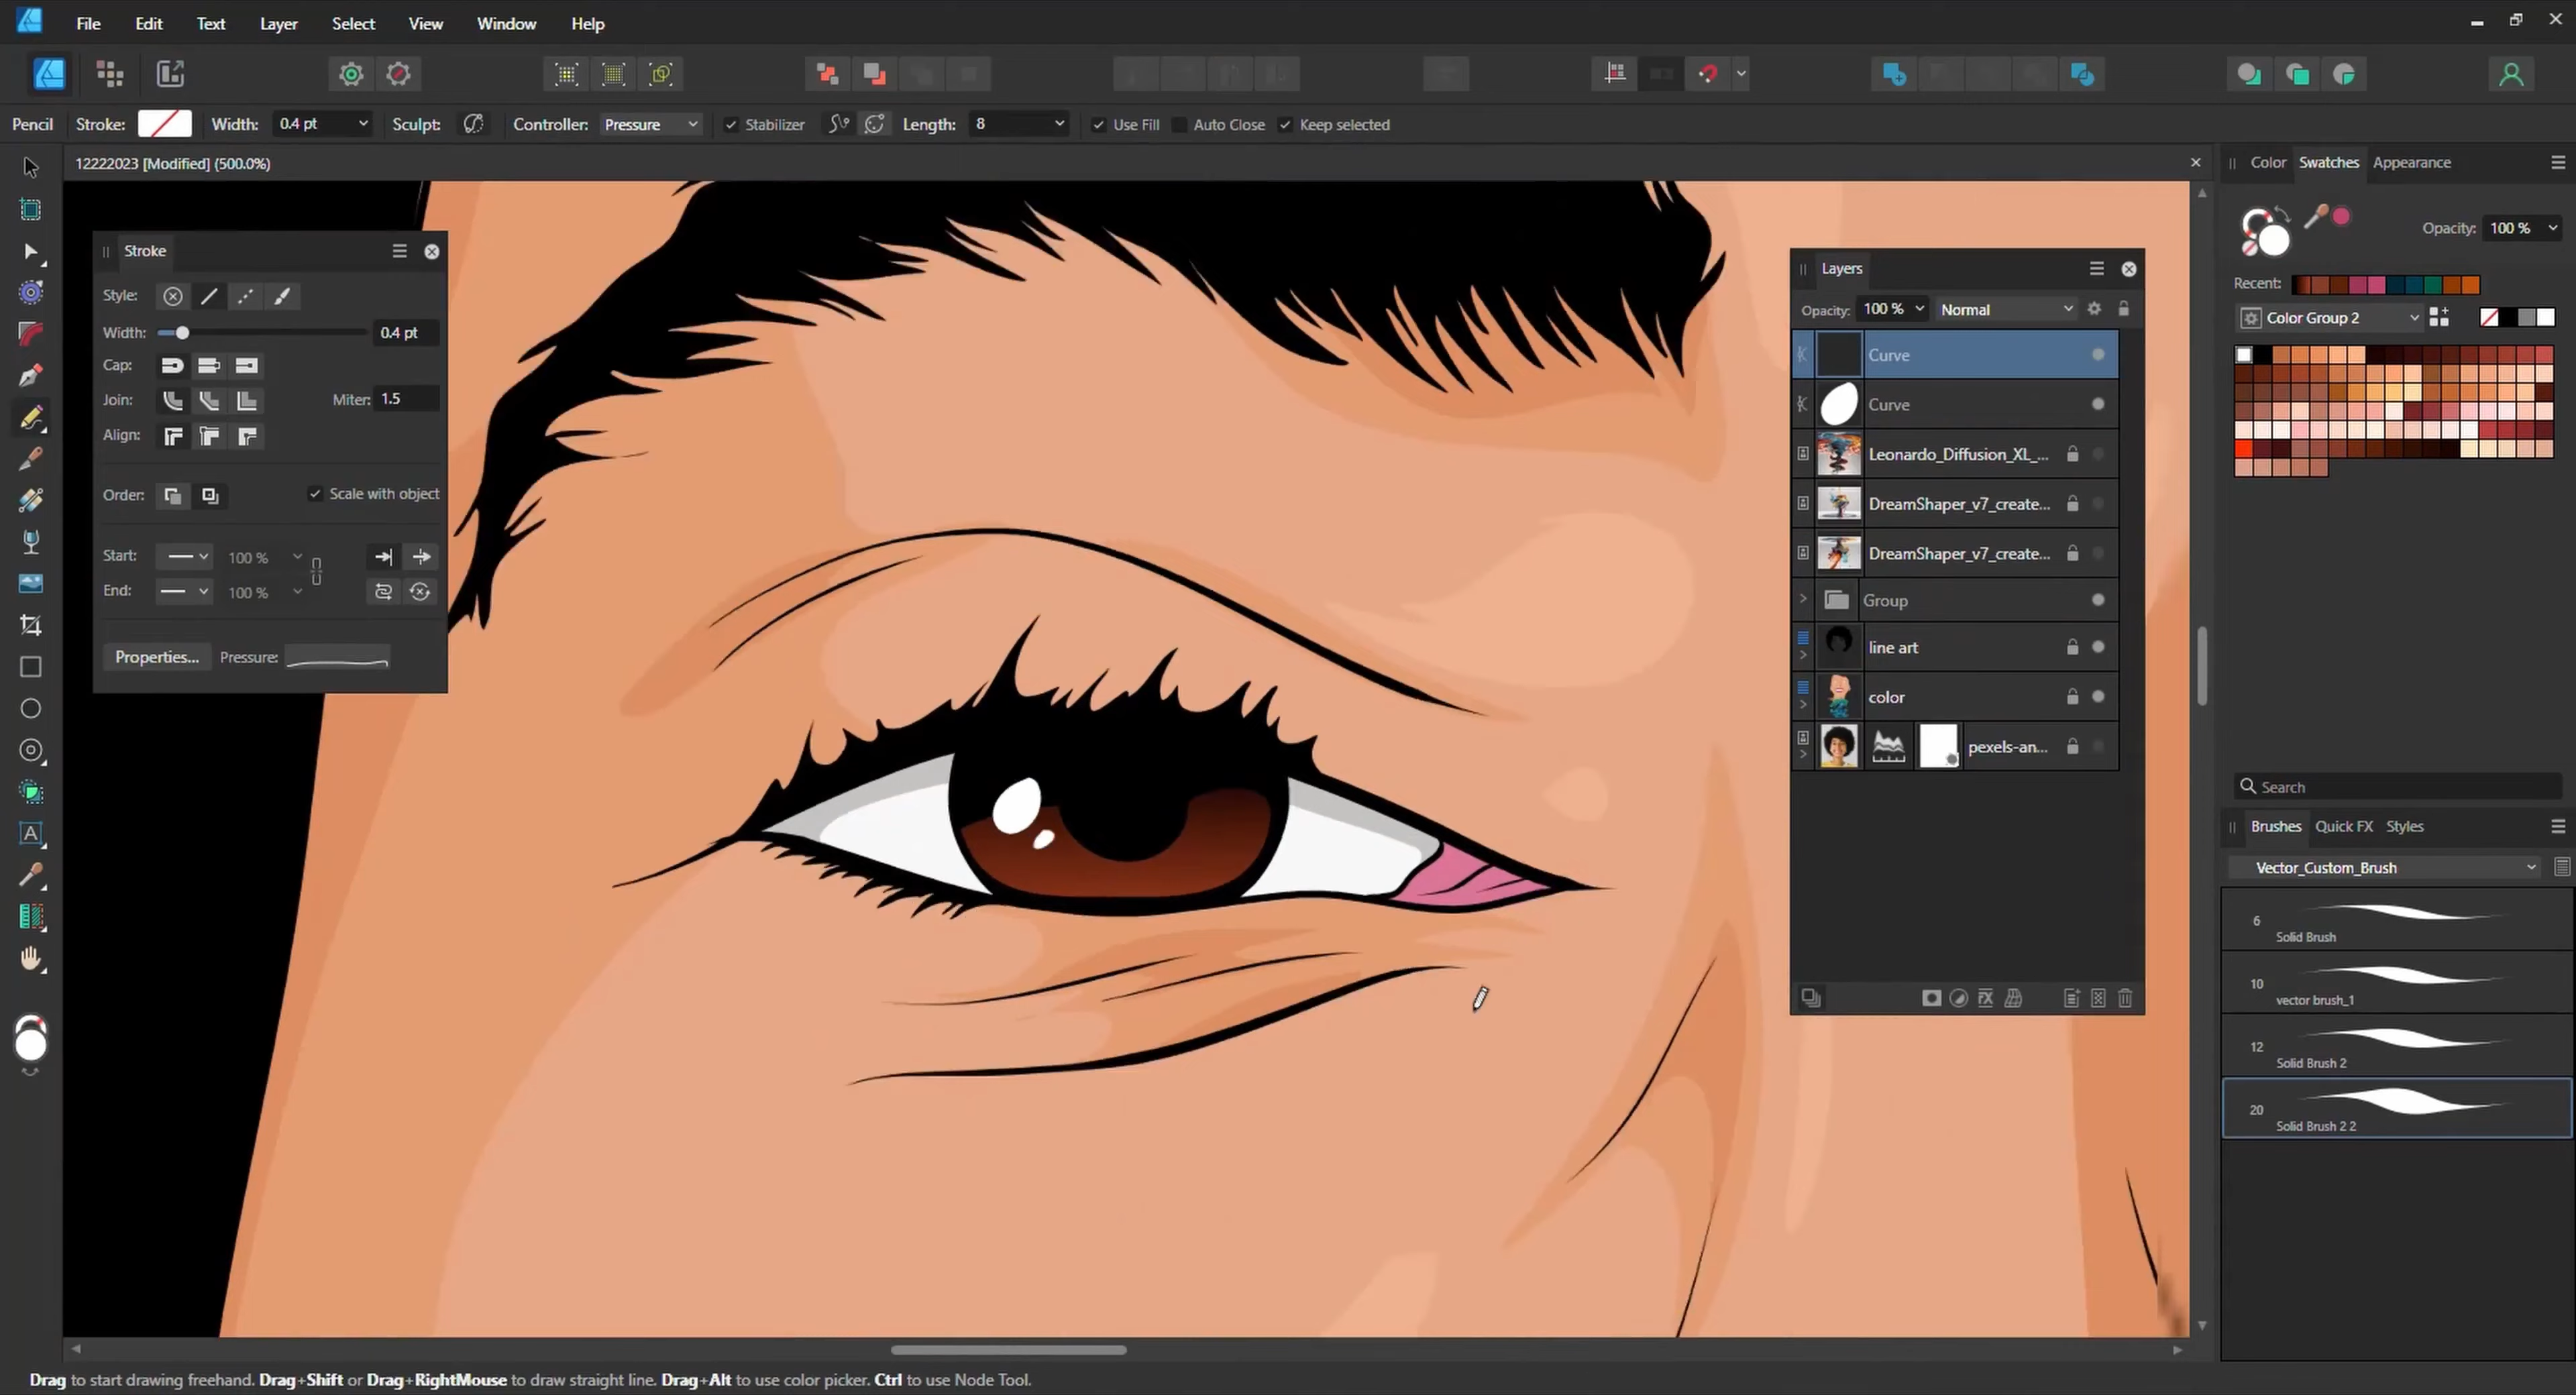 File Edit Text Layer Select View Window Help
Pencil Stroke: Width: 0.4 pt Sculpt: Controller: Pressure Stabilizer Length: 8 Use Fill Auto Close Keep selected
12222023 [Modified] (500.0%)
Stroke
Style:
Width: 0.4 pt
Cap:
Join: Miter: 1.5
Align:
Order: Scale with object
Start: 100 %
End: 100 %
Properties... Pressure:
Layers
Opacity: 100 % Normal
Curve
Curve
Leonardo_Diffusion_XL_...
DreamShaper_v7_create...
DreamShaper_v7_create...
Group
line art
color
pexels-an...
Color Swatches Appearance
Opacity: 100 %
Recent:
Color Group 2
Search
Brushes Quick FX Styles
Vector_Custom_Brush
6
Solid Brush
10
vector brush_1
12
Solid Brush 2
20
Solid Brush 2 2
Drag to start drawing freehand. Drag+Shift or Drag+RightMouse to draw straight line. Drag+Alt to use color picker. Ctrl to use Node Tool.